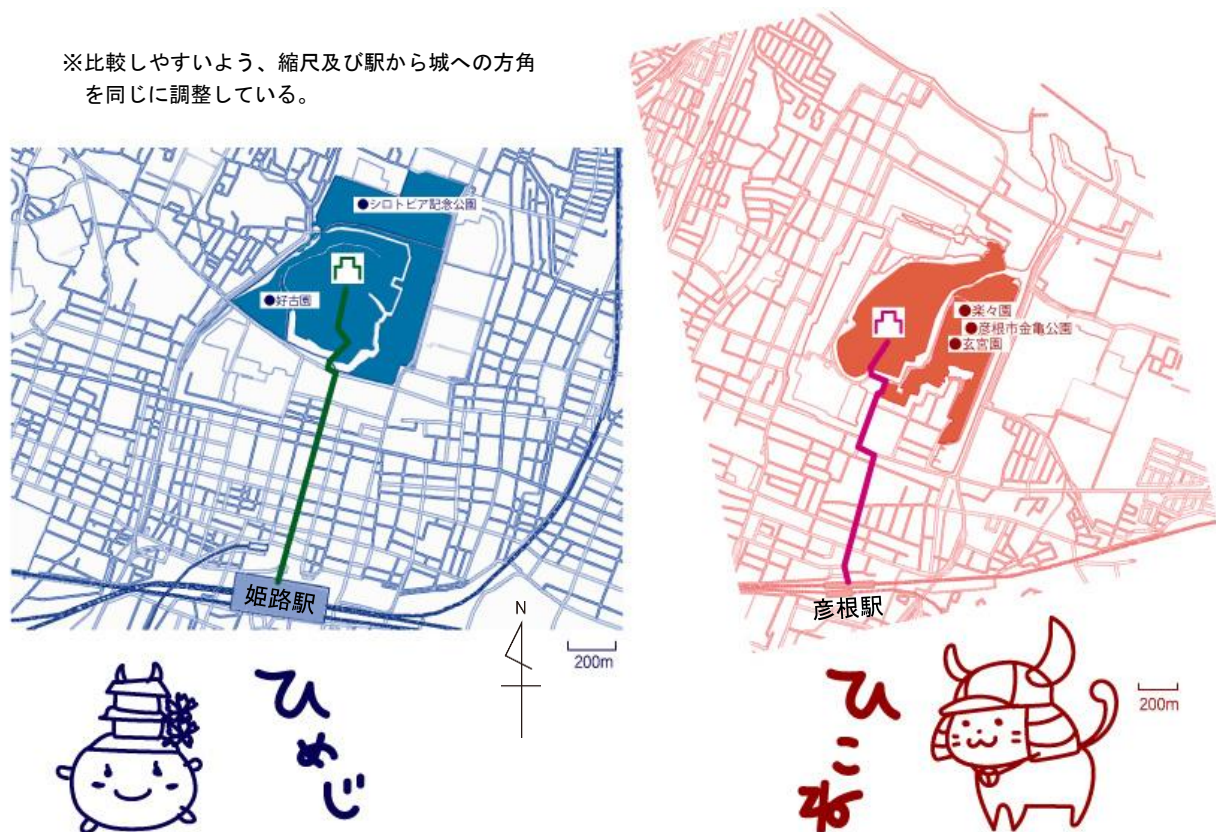 ※比較しやすいよう、縮尺及び駅から城への方角
を同じに調整している。
●シロトピア記念公園
●好古園
姫路駅
N
200m
ひめじ
●楽々園
●彦根市金亀公園
●玄宮園
彦根駅
200m
ひこね